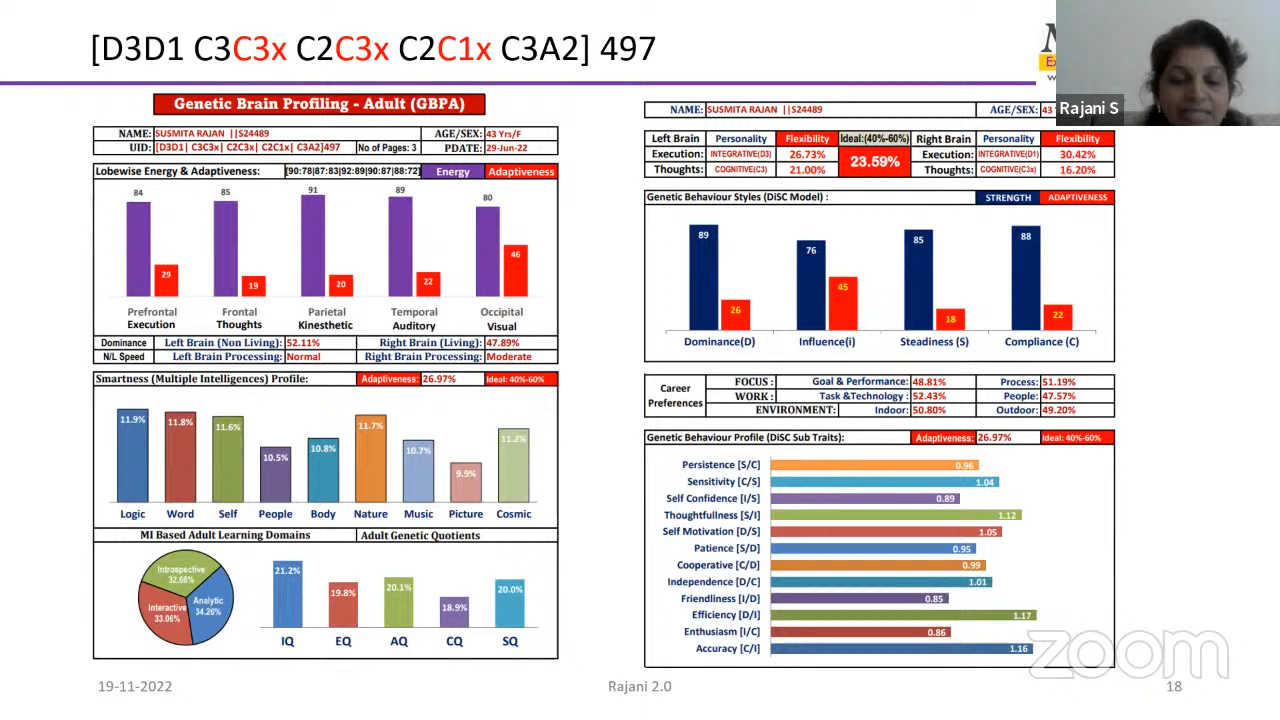 [D3D1 C3C3x C2C3x C2C1x C3A2] 497
Rajani S
Genetic Brain Profiling - Adult (GBPA)
NAME: SUSMITA RAJAN ||S24489 AGE/SEX: 43 Yrs/F
UID: [D3D1| C3C3x| C2C3x| C2C1x| C3A2]497 No of Pages: 3 PDATE: 29-Jun-22
Lobewise Energy & Adaptiveness: [90:78|87:83|92:89|90:87|88:72] Energy Adaptiveness
84 85 91 89 80
29 19 20 22 46
Prefrontal Frontal Parietal Temporal Occipital
Execution Thoughts Kinesthetic Auditory Visual
Dominance Left Brain (Non Living): 52.11% Right Brain (Living): 47.89%
N/L Speed Left Brain Processing: Normal Right Brain Processing: Moderate
Smartness (Multiple Intelligences) Profile: Adaptiveness: 26.97% Ideal: 40%-60%
11.9% 11.8% 11.6% 10.5% 10.8% 11.7% 10.7% 9.9% 11.2%
Logic Word Self People Body Nature Music Picture Cosmic
MI Based Adult Learning Domains Adult Genetic Quotients
Introspective
32.68%
Interactive
33.06%
Analytic
34.26%
21.2% 19.8% 20.1% 18.9% 20.0%
IQ EQ AQ CQ SQ
NAME: SUSMITA RAJAN ||S24489 AGE/SEX: 43
Left Brain Personality Flexibility Ideal:(40%-60%) Right Brain Personality Flexibility
Execution: INTEGRATIVE(D3) 26.73% 23.59% Execution: INTEGRATIVE(D1) 30.42%
Thoughts: COGNITIVE(C3) 21.00% Thoughts: COGNITIVE(C3x) 16.20%
Genetic Behaviour Styles (DiSC Model) : STRENGTH ADAPTIVENESS
89 76 85 88
26 45 18 22
Dominance(D) Influence(i) Steadiness (S) Compliance (C)
Career Preferences
FOCUS : Goal & Performance: 48.81% Process: 51.19%
WORK : Task &Technology : 52.43% People: 47.57%
ENVIRONMENT: Indoor: 50.80% Outdoor: 49.20%
Genetic Behaviour Profile (DiSC Sub Traits): Adaptiveness: 26.97% Ideal: 40%-60%
Persistence [S/C] 0.96
Sensitivity [C/S] 1.04
Self Confidence [I/S] 0.89
Thoughtfullness [S/I] 1.12
Self Motivation [D/S] 1.05
Patience [S/D] 0.95
Cooperative [C/D] 0.99
Independence [D/C] 1.01
Friendliness [I/D] 0.85
Efficiency [D/I] 1.17
Enthusiasm [I/C] 0.86
Accuracy [C/I] 1.16
zoom
19-11-2022 Rajani 2.0 18